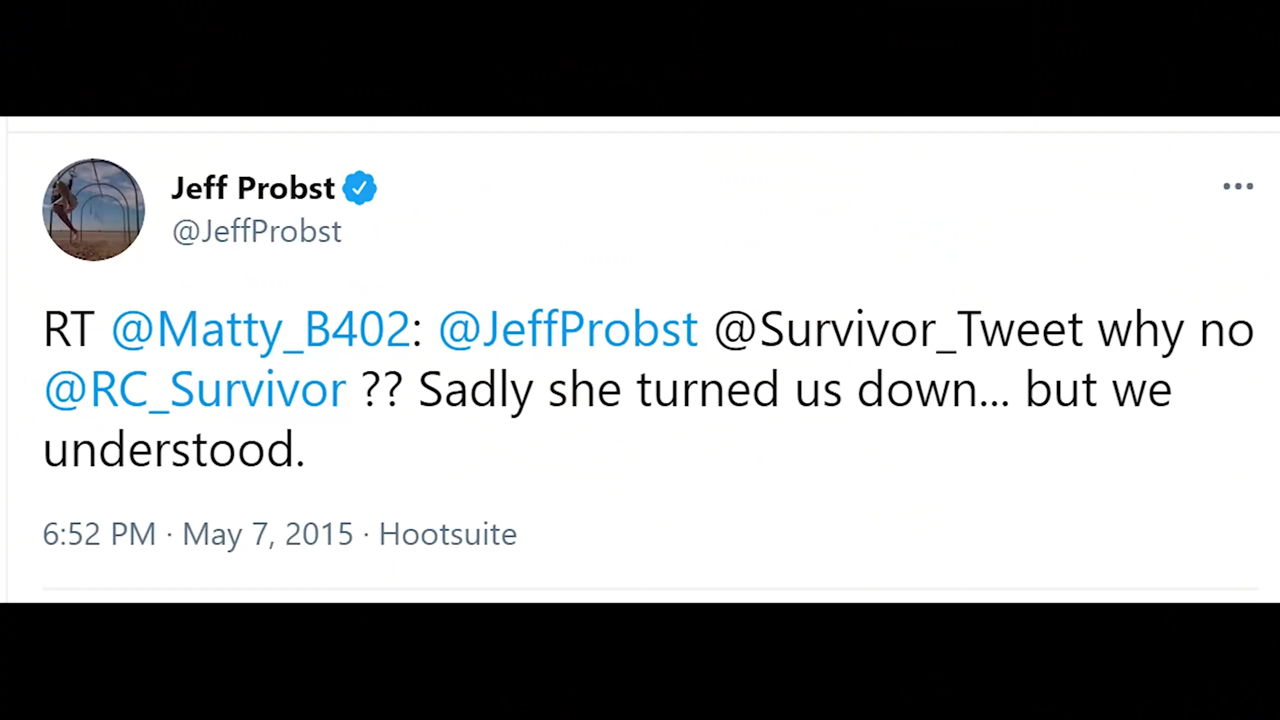 Jeff Probst
@JeffProbst
RT @Matty_B402: @JeffProbst @Survivor_Tweet why no
@RC_Survivor ?? Sadly she turned us down... but we
understood.
6:52 PM · May 7, 2015 · Hootsuite